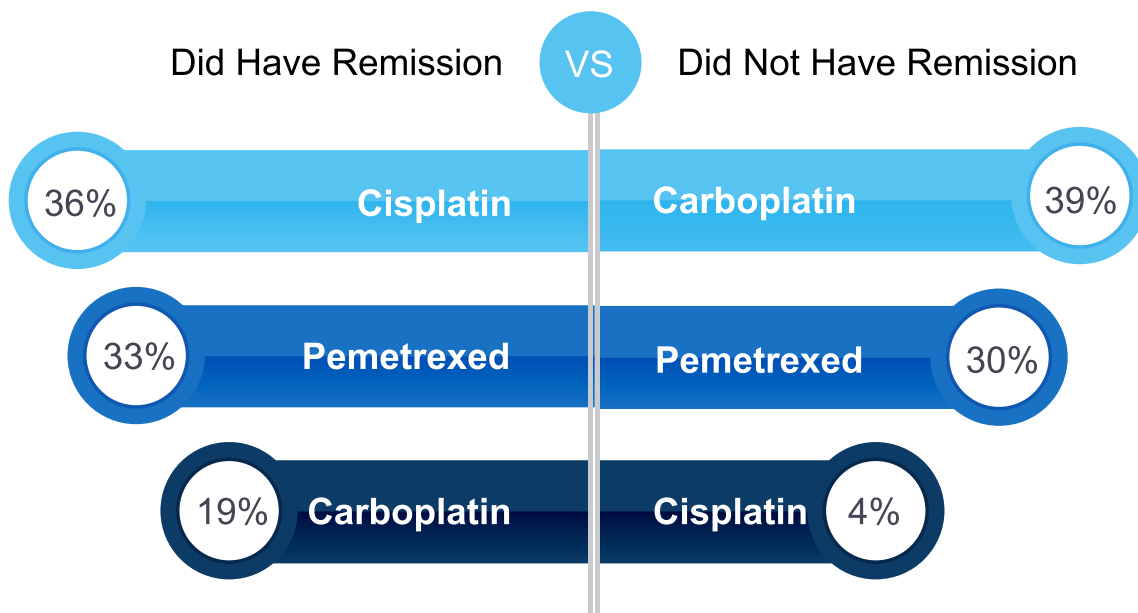 Did Have Remission
VS
Did Not Have Remission
36%
Cisplatin
Carboplatin
39%
33%
Pemetrexed
Pemetrexed
30%
19%
Carboplatin
Cisplatin
4%